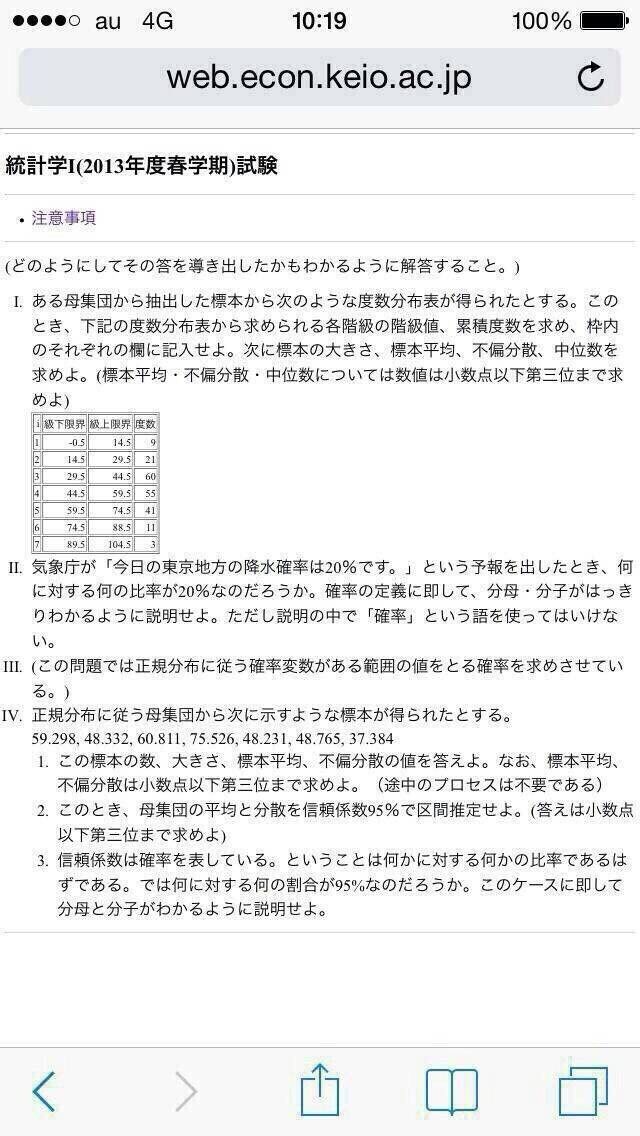 au 4G 10:19 100%
web.econ.keio.ac.jp
統計学I(2013年度春学期)試験
• 注意事項
(どのようにしてその答を導き出したかもわかるように解答すること。)
I. ある母集団から抽出した標本から次のような度数分布表が得られたとする。この
とき、下記の度数分布表から求められる各階級の階級値、累積度数を求め、枠内
のそれぞれの欄に記入せよ。次に標本の大きさ、標本平均、不偏分散、中位数を
求めよ。(標本平均・不偏分散・中位数については数値は小数点以下第三位まで求
めよ)
i 級下限界 級上限界 度数
1 -0.5 14.5 9
2 14.5 29.5 21
3 29.5 44.5 60
4 44.5 59.5 55
5 59.5 74.5 41
6 74.5 88.5 11
7 89.5 104.5 3
II. 気象庁が「今日の東京地方の降水確率は20%です。」という予報を出したとき、何
に対する何の比率が20%なのだろうか。確率の定義に即して、分母・分子がはっき
りわかるように説明せよ。ただし説明の中で「確率」という語を使ってはいけな
い。
III. (この問題では正規分布に従う確率変数がある範囲の値をとる確率を求めさせてい
る。)
IV. 正規分布に従う母集団から次に示すような標本が得られたとする。
59.298, 48.332, 60.811, 75.526, 48.231, 48.765, 37.384
1. この標本の数、大きさ、標本平均、不偏分散の値を答えよ。なお、標本平均、
不偏分散は小数点以下第三位まで求めよ。（途中のプロセスは不要である）
2. このとき、母集団の平均と分散を信頼係数95%で区間推定せよ。(答えは小数点
以下第三位まで求めよ)
3. 信頼係数は確率を表している。ということは何かに対する何かの比率であるは
ずである。では何に対する何の割合が95%なのだろうか。このケースに即して
分母と分子がわかるように説明せよ。